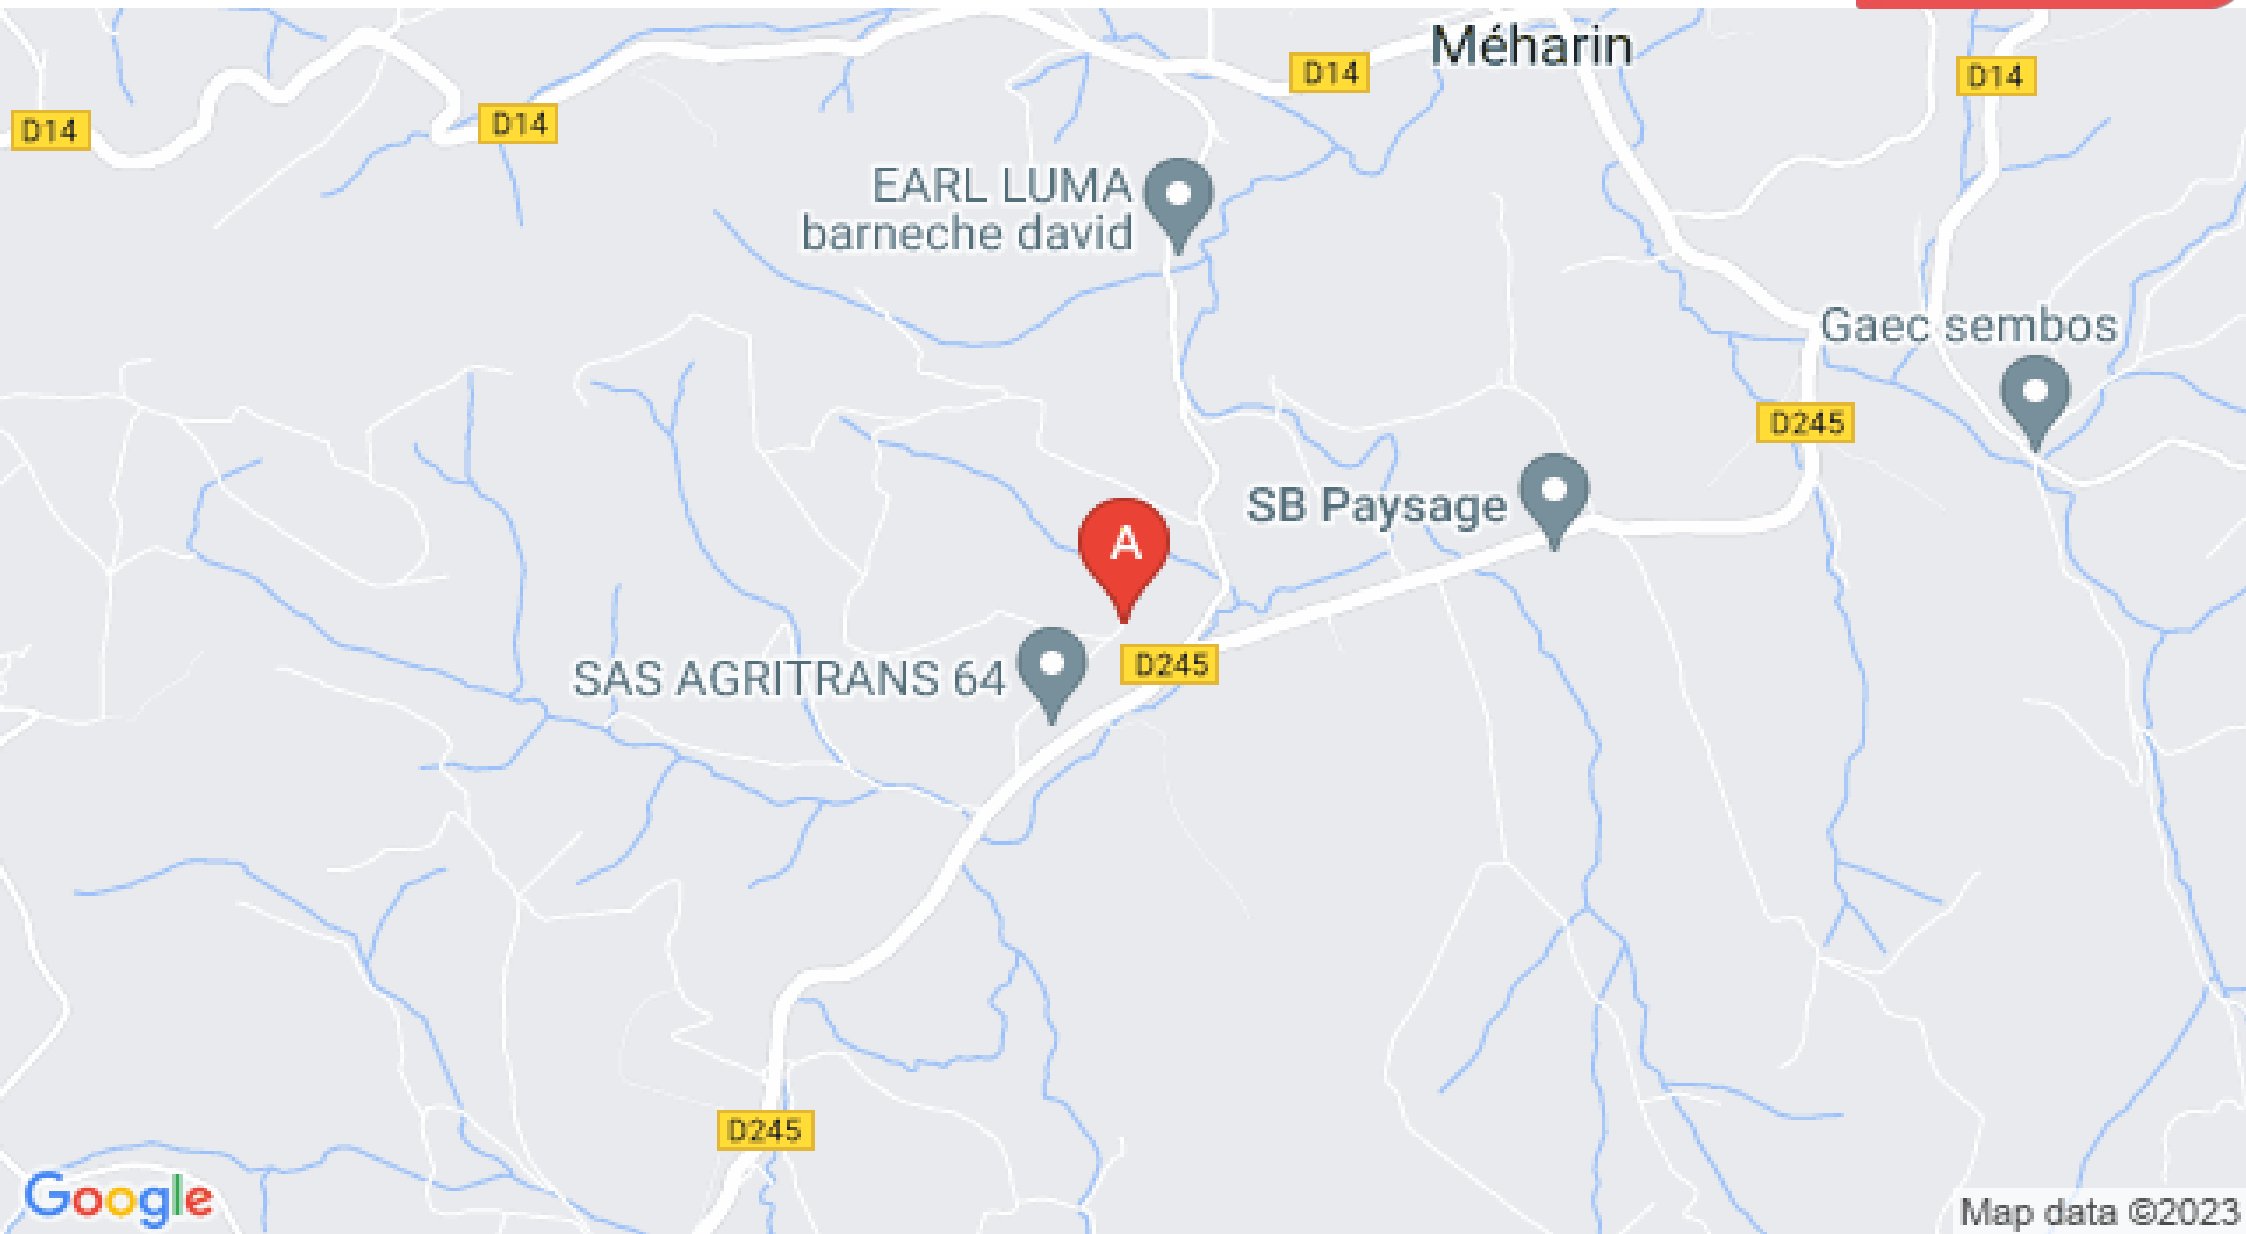 Méharin
D14
D14
D14
D14
EARL LUMA
barneche david
Gaec sembos
D245
SB Paysage
A
D245
SAS AGRITRANS 64
D245
Google
Map data ©2023